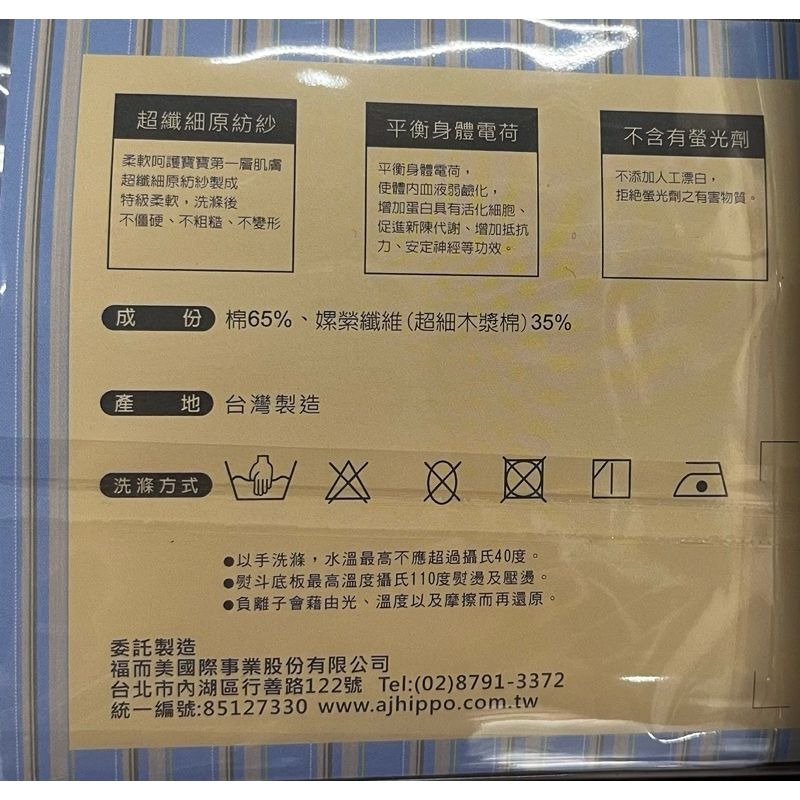 超纖細原紡紗
柔軟呵護寶寶第一層肌膚
超纖細原紡紗製成
特級柔軟，洗滌後
不僵硬、不粗糙、不變形
平衡身體電荷
平衡身體電荷，
使體內血液弱鹼化，
增加蛋白具有活化細胞、
促進新陳代謝、增加抵抗
力、安定神經等功效。
不含有螢光劑
不添加人工漂白，
拒絶螢光劑之有害物質。
成 份 棉65%、嫘縈纖維(超細木漿棉)35%
產 地 台灣製造
洗滌方式
●以手洗滌，水溫最高不應超過攝氏40度。
●熨斗底板最高溫度攝氏110度熨燙及壓燙。
●負離子會藉由光、溫度以及摩擦而再還原。
委託製造
福而美國際事業股份有限公司
台北市內湖區行善路122號 Tel:(02)8791-3372
統一編號:85127330 www.ajhippo.com.tw